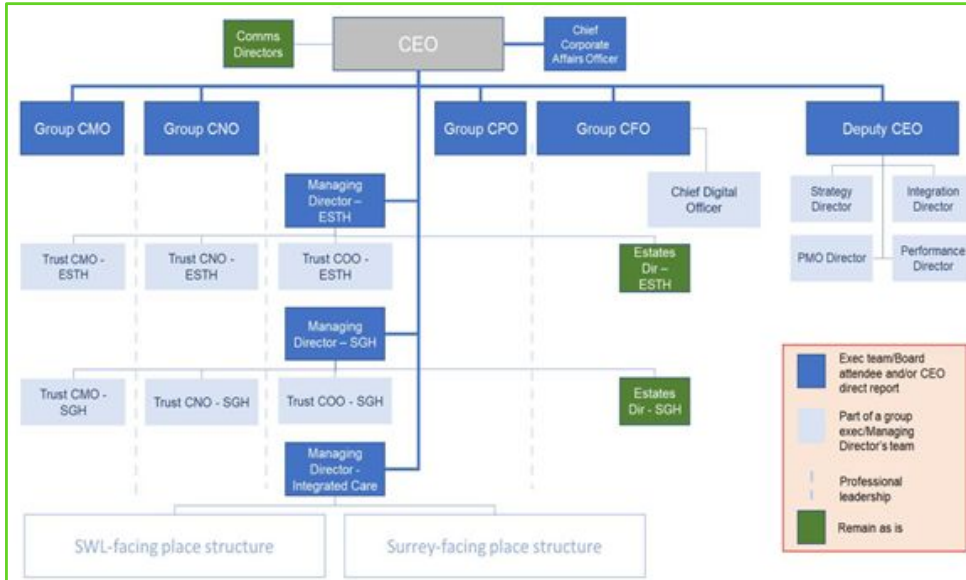 Comms
Directors
CEO
Chief
Corporate
Affairs Officer
Group CMO
Group CNO
Group CPO
Group CFO
Deputy CEO
Managing
Director –
ESTH
Chief Digital
Officer
Strategy
Director
Integration
Director
Trust CMO -
ESTH
Trust CNO -
ESTH
Trust COO -
ESTH
Estates
Dir –
ESTH
PMO Director
Performance
Director
Managing
Director – SGH
Trust CMO -
SGH
Trust CNO - SGH
Trust COO - SGH
Estates
Dir - SGH
Managing
Director -
Integrated Care
SWL-facing place structure
Surrey-facing place structure
Exec team/Board
attendee and/or CEO
direct report
Part of a group
exec/Managing
Director's team
Professional
leadership
Remain as is